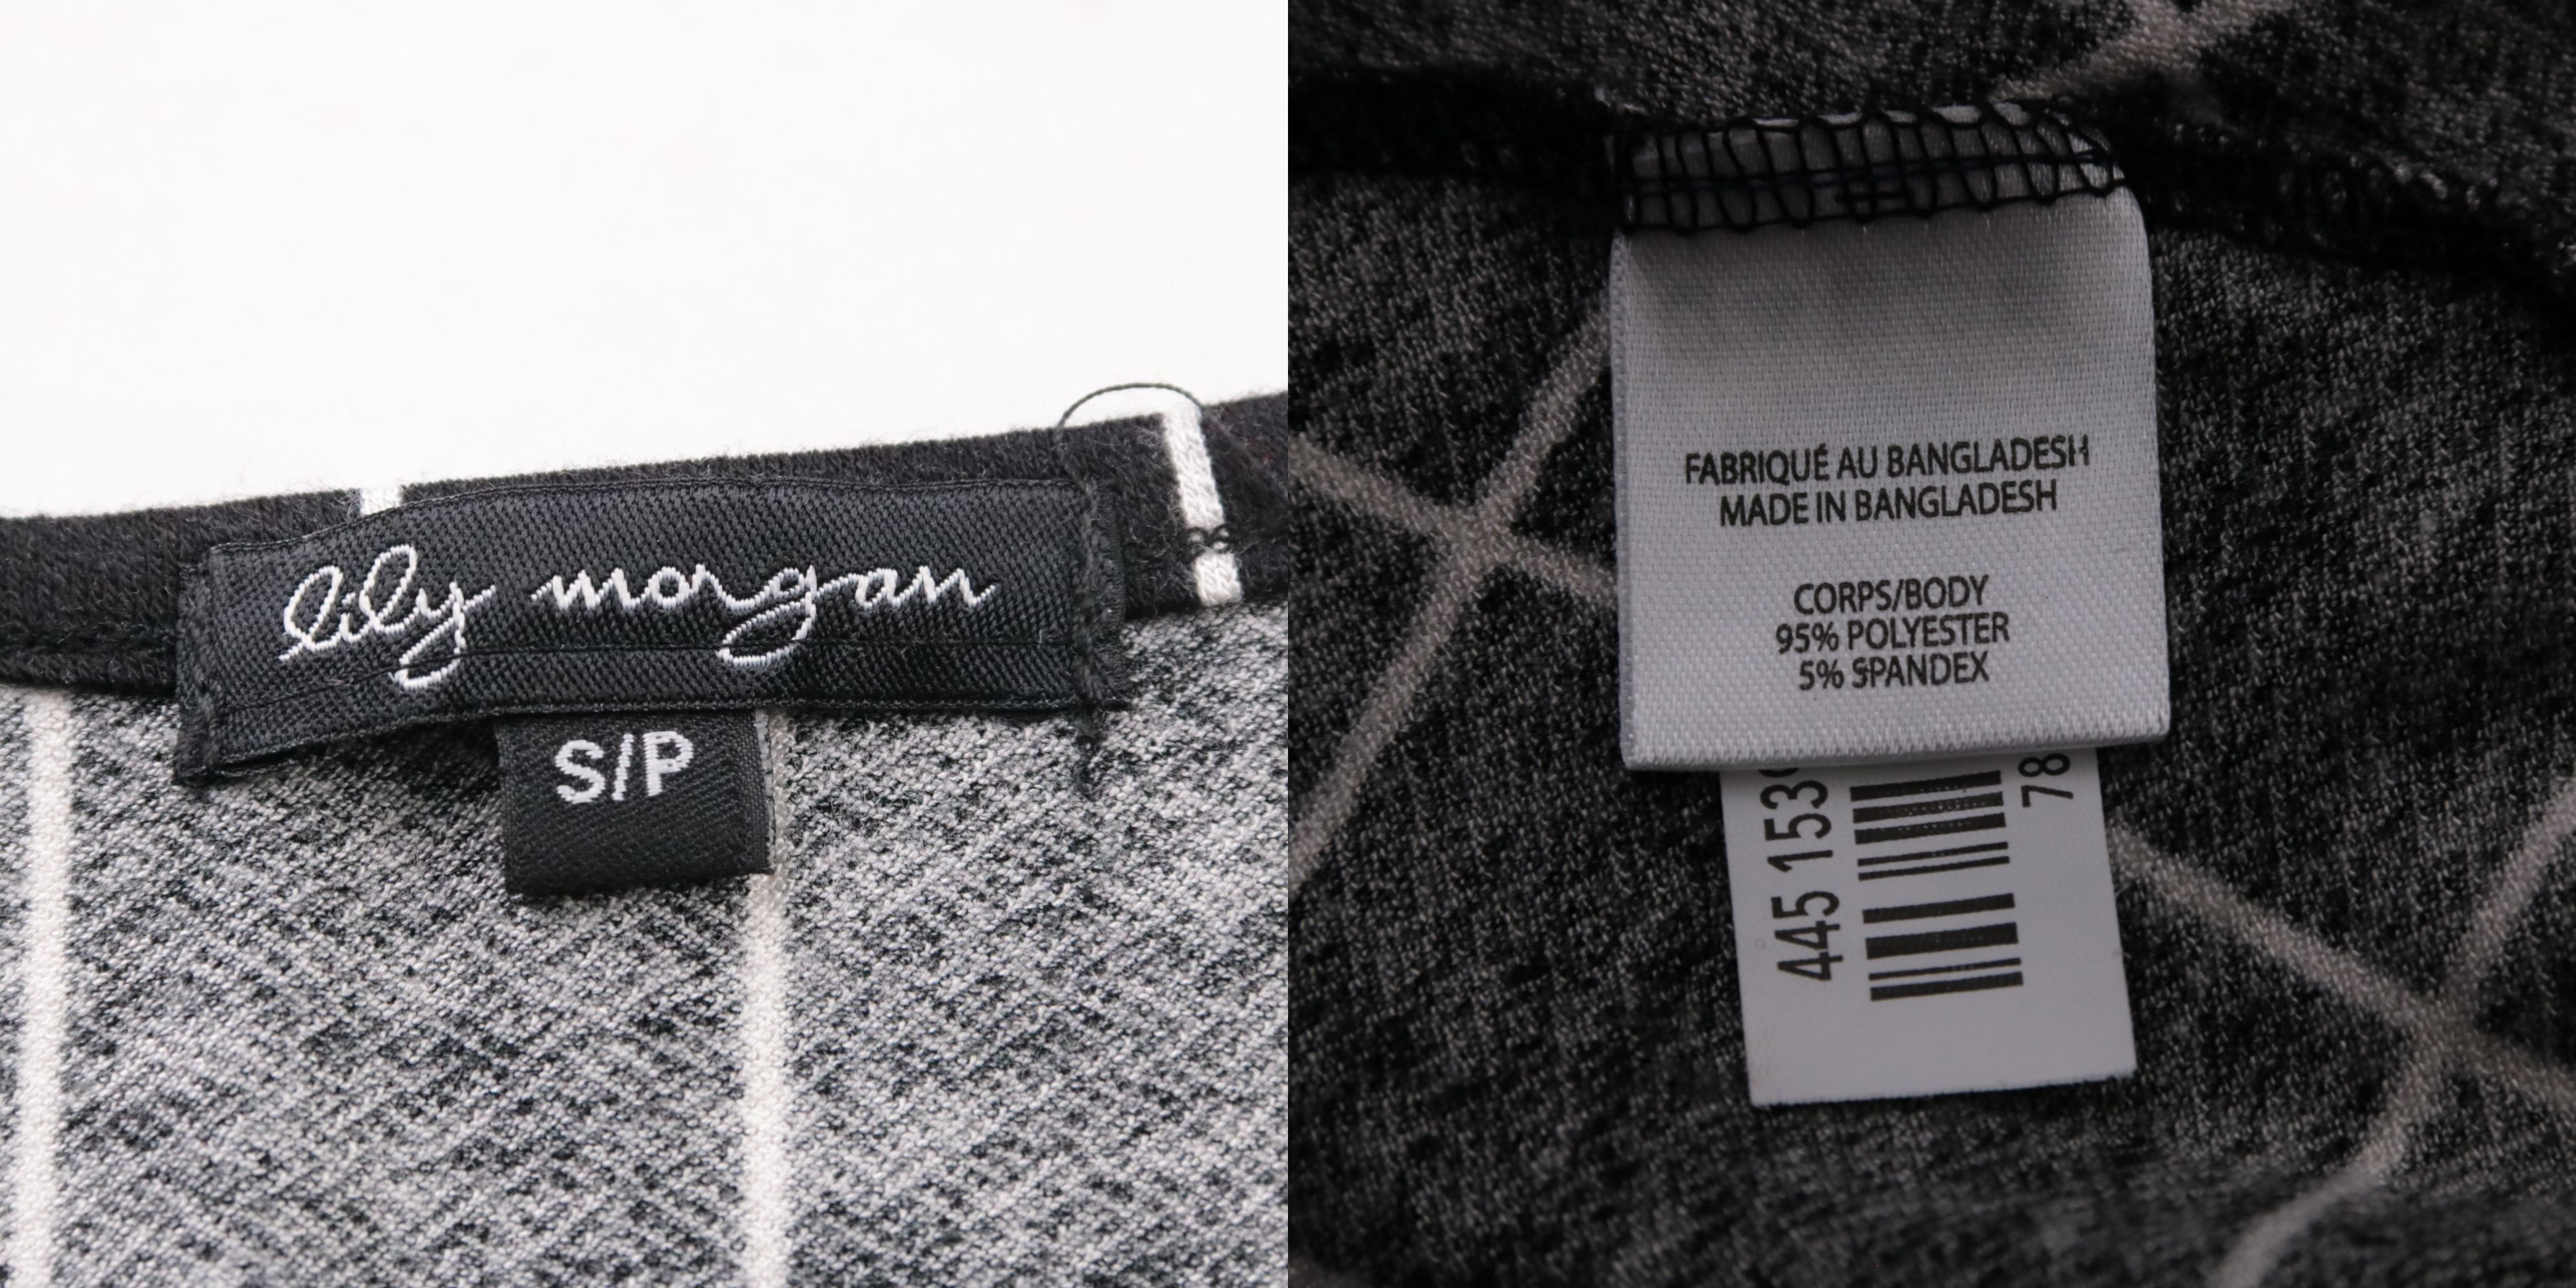 lily morgan
S/P
FABRIQUÉ AU BANGLADESH
MADE IN BANGLADESH
CORPS/BODY
95% POLYESTER
5% SPANDEX
445 153
78